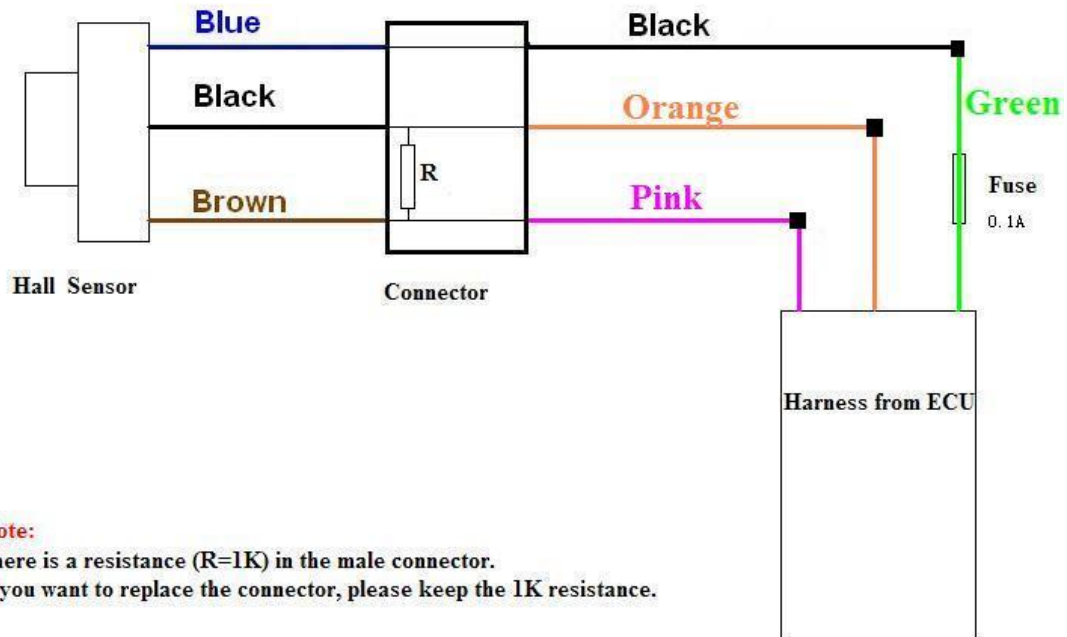 Blue
Black
Black
Orange
Green
R
Fuse
0.1A
Brown
Pink
Hall Sensor
Connector
Harness from ECU
ote:
here is a resistance (R=1K) in the male connector.
you want to replace the connector, please keep the 1K resistance.